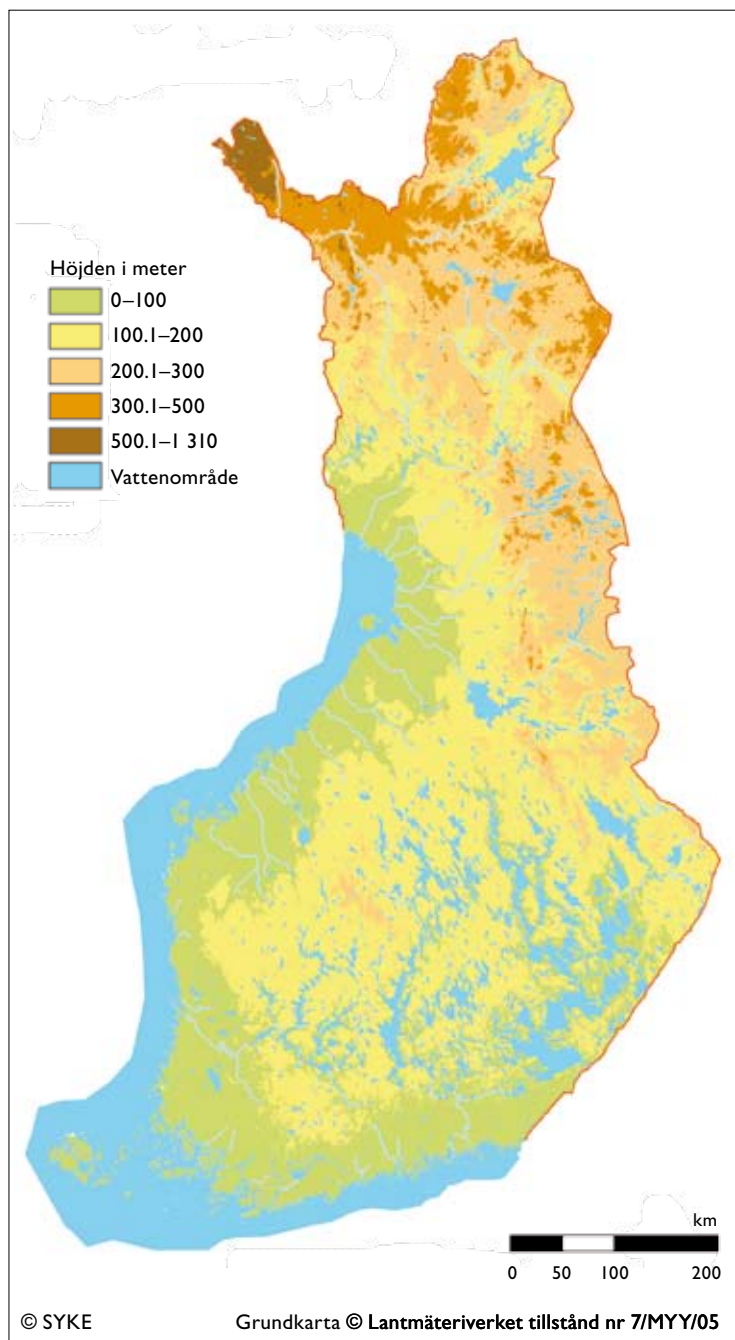 Höjden i meter
0–100
100.1–200
200.1–300
300.1–500
500.1–1 310
Vattenområde
km
0 50 100 200
© SYKE Grundkarta © Lantmäteriverket tillstånd nr 7/MYY/05